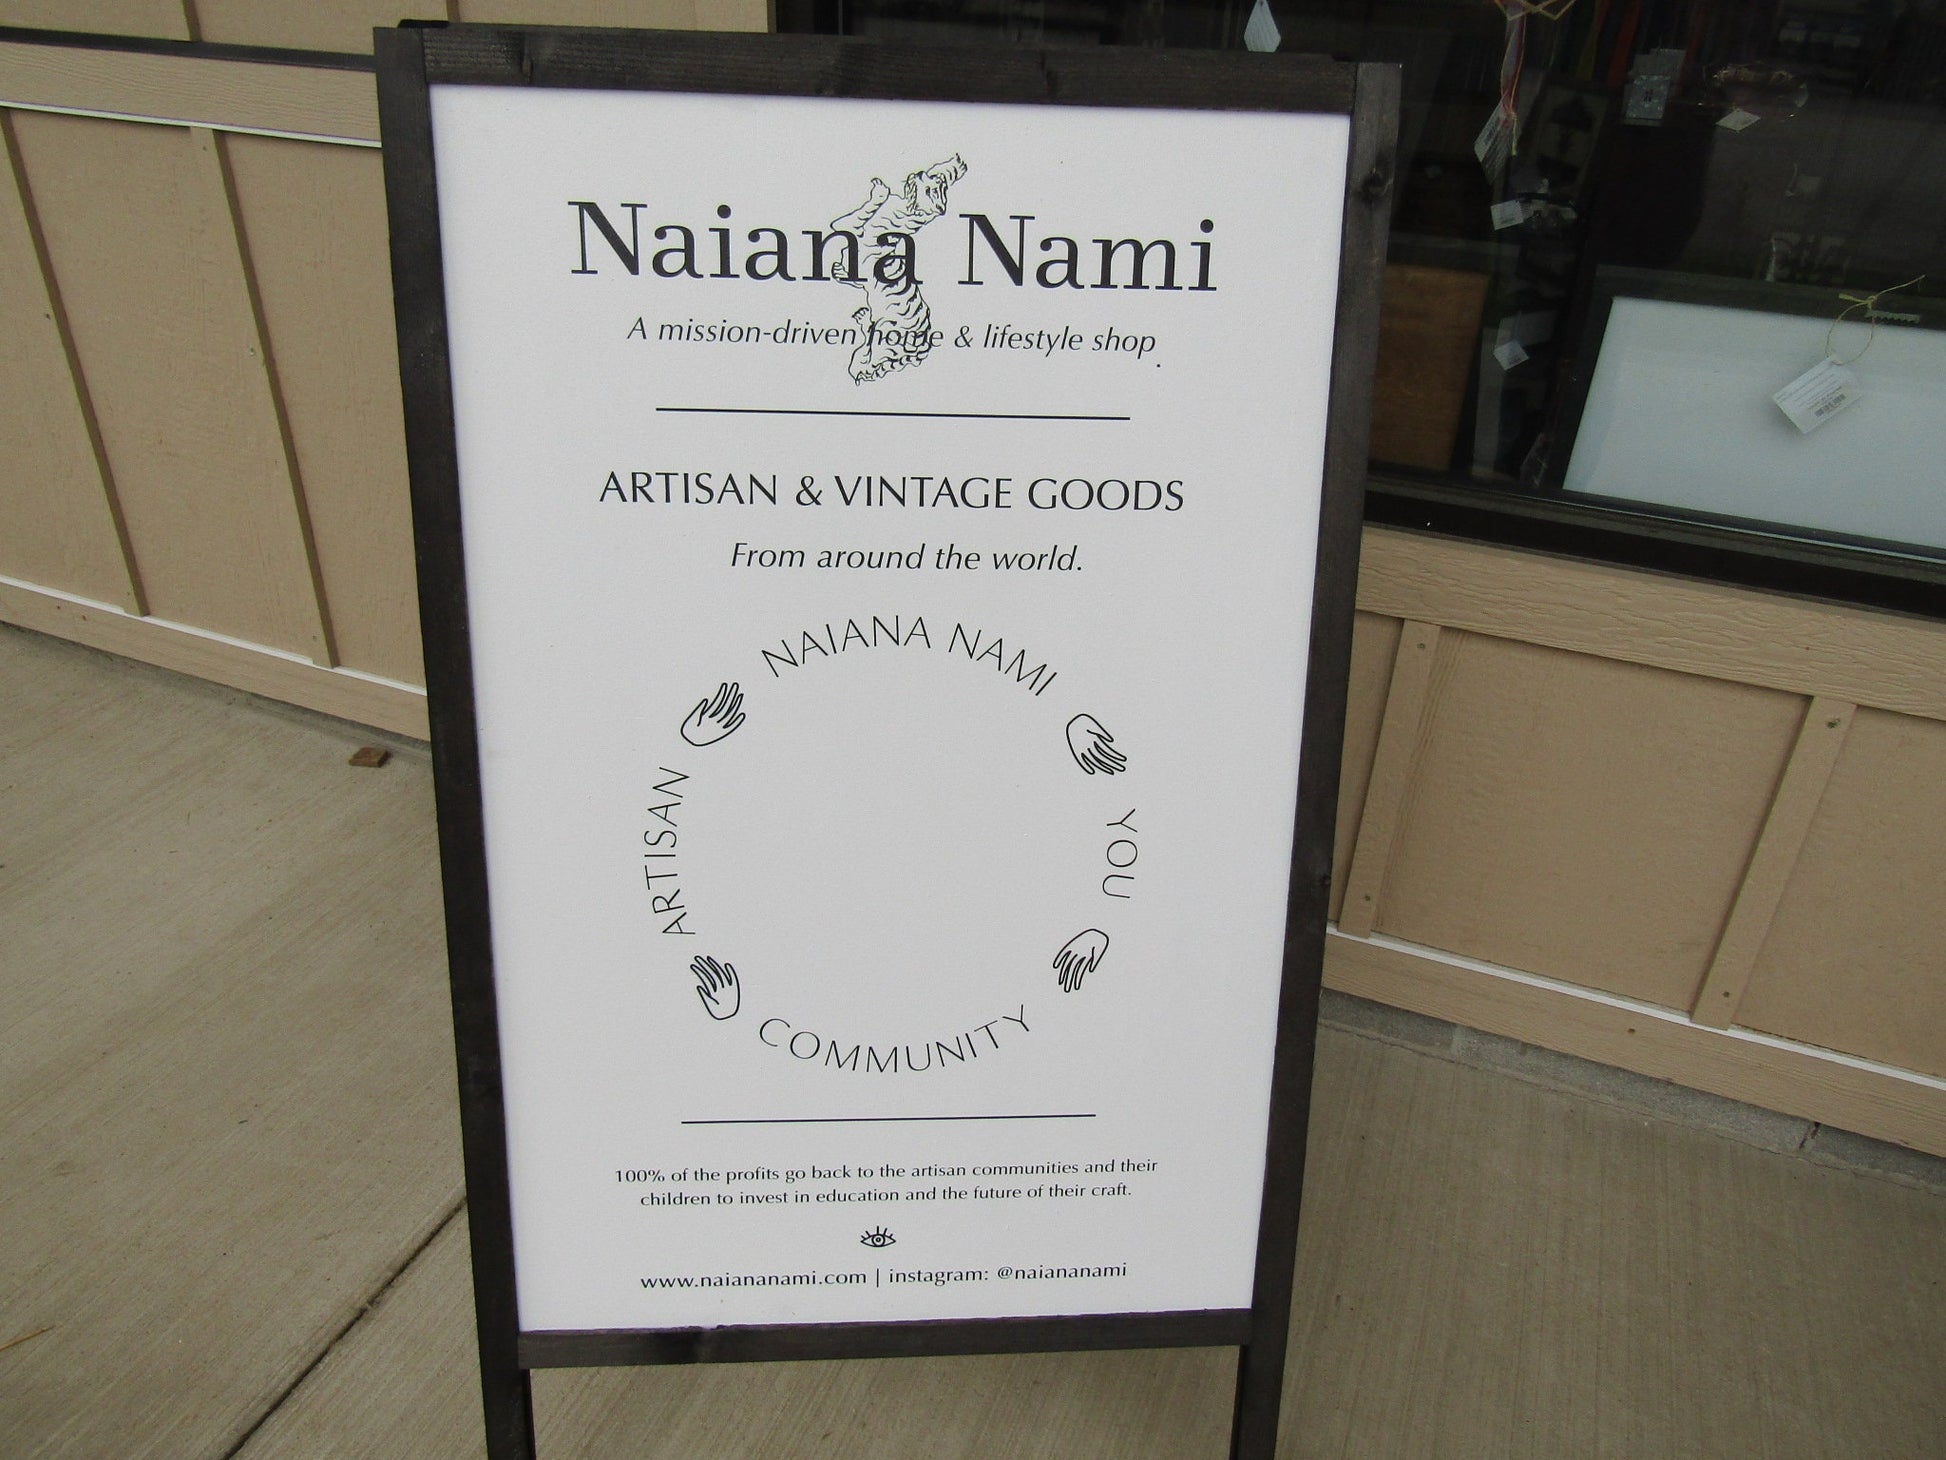 Naiana Nami
A mission-driven home & lifestyle shop.
ARTISAN & VINTAGE GOODS
From around the world.
NAIANA NAMI
YOU
COMMUNITY
ARTISAN
100% of the profits go back to the artisan communities and their
children to invest in education and the future of their craft.
www.naiananami.com | instagram: @naiananami